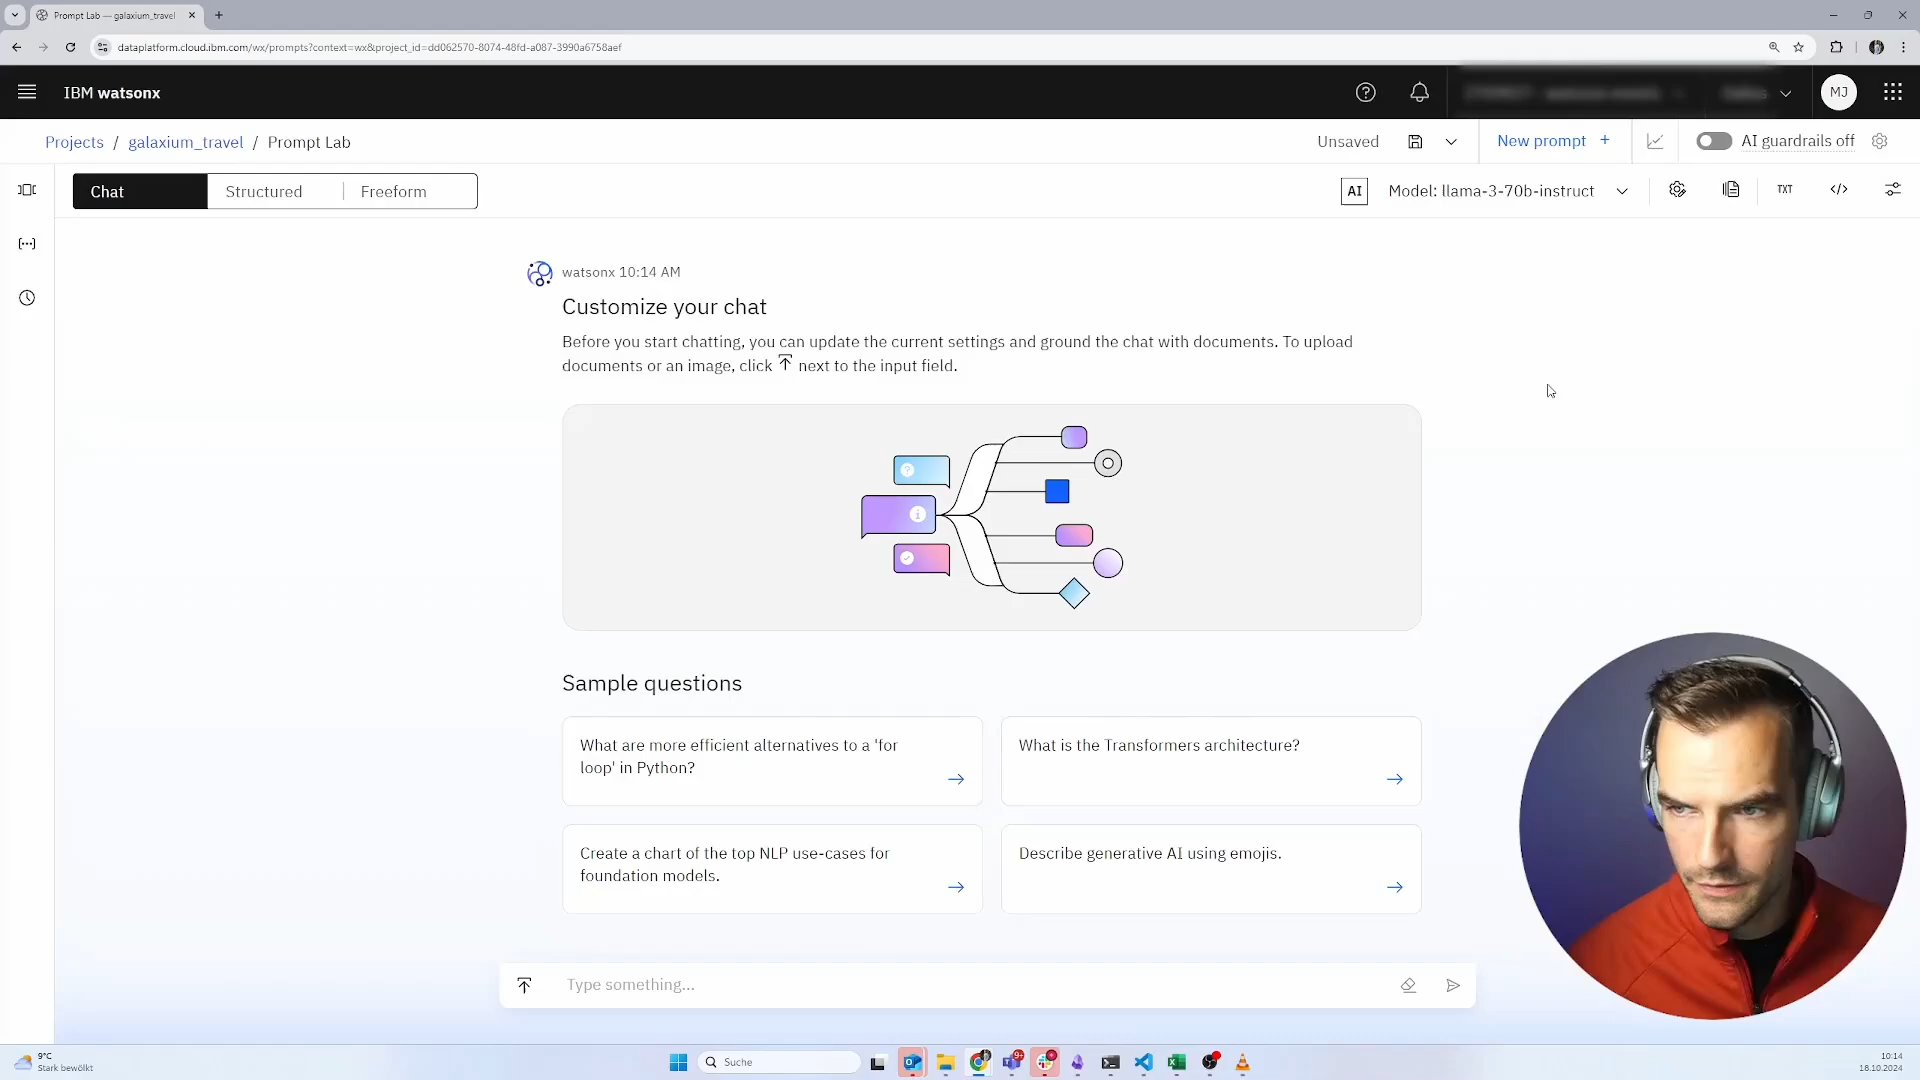 Prompt Lab — galaxium_travel
dataplatform.cloud.ibm.com/wx/prompts?context=wx&project_id=dd062570-8074-48fd-a087-3990a6758aef
IBM watsonx
MJ
Projects / galaxium_travel / Prompt Lab
Unsaved
New prompt +
AI guardrails off
Chat
Structured
Freeform
AI
Model: llama-3-70b-instruct
TXT
watsonx 10:14 AM
Customize your chat
Before you start chatting, you can update the current settings and ground the chat with documents. To upload
documents or an image, click next to the input field.
Sample questions
What are more efficient alternatives to a 'for
loop' in Python?
What is the Transformers architecture?
Create a chart of the top NLP use-cases for
foundation models.
Describe generative AI using emojis.
Type something...
9°C
Stark bewölkt
Suche
9+
10:14
18.10.2024